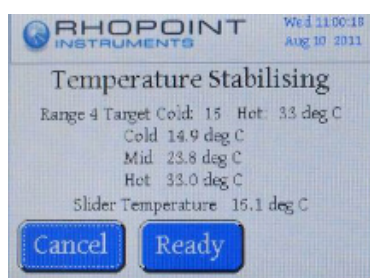 RHOPOINT
INSTRUMENTS
Wed 11:00:18
Aug 10 2011
Temperature Stabilising
Range 4 Target Cold: 15 Hot: 33 deg C
Cold 14.9 deg C
Mid 23.8 deg C
Hot 33.0 deg C
Slider Temperature 15.1 deg C
Cancel Ready